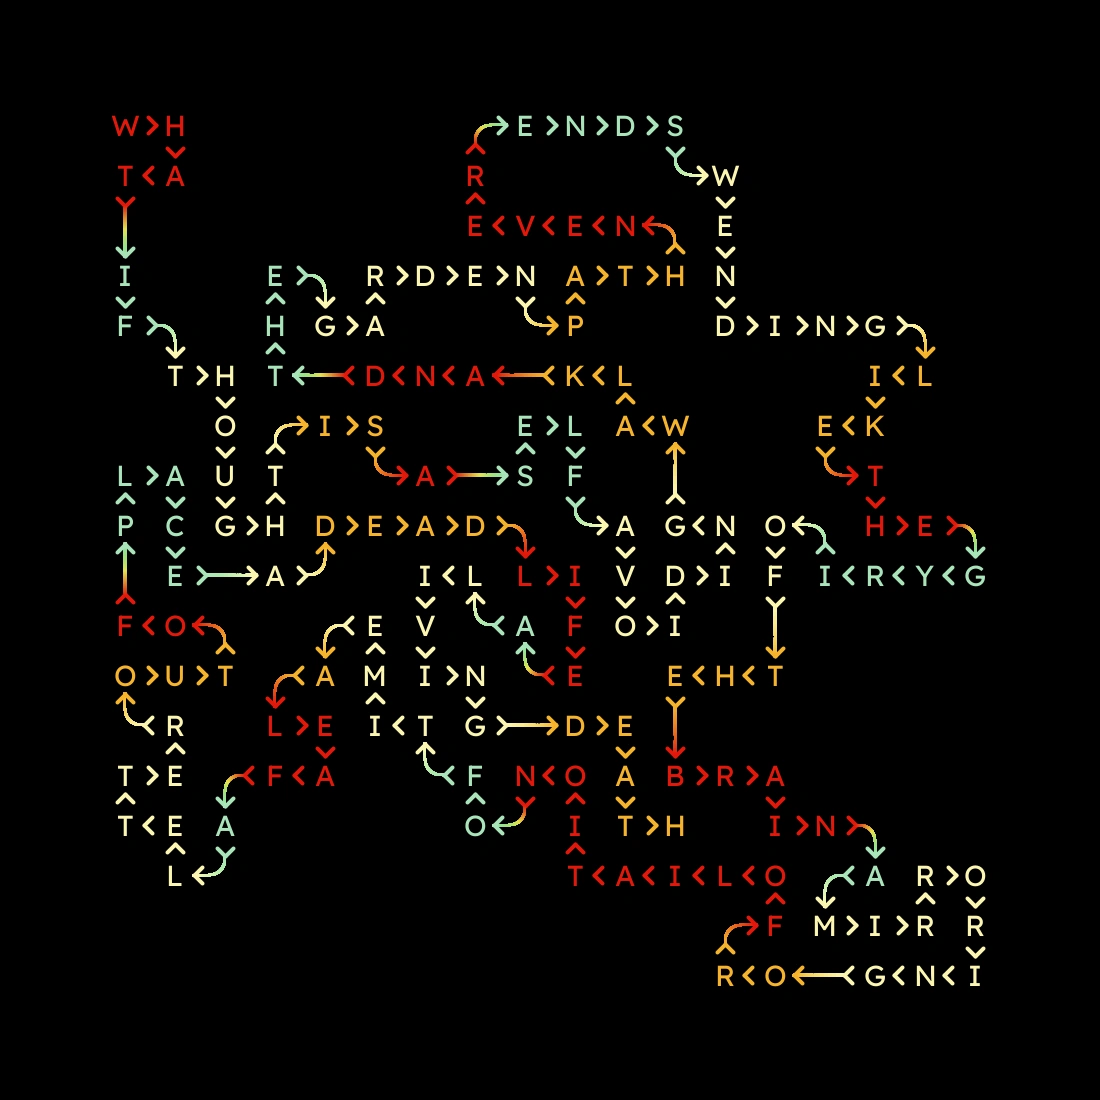 WHAT IF THOUGHT IS A SELF AVOIDING WALK AND THE GARDEN PATH NEVER ENDS WENDING LIKE THE GYRI OF THE BRAIN A MIRRORING OR FOLIATION OF TIME A LEAF A LETTER OUT OF PLACE A DEAD LIFE A LIVING DEATH